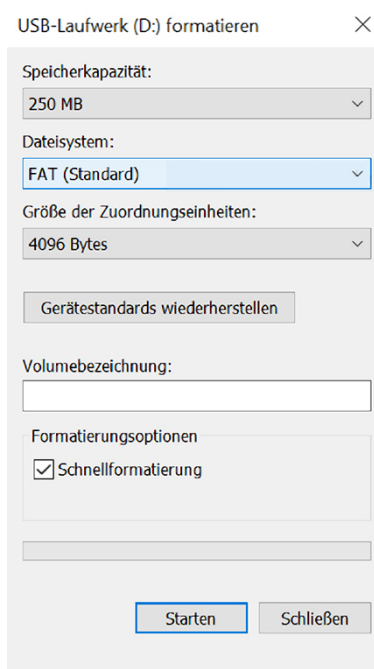 USB-Laufwerk (D:) formatieren
Speicherkapazität:
250 MB
Dateisystem:
FAT (Standard)
Größe der Zuordnungseinheiten:
4096 Bytes
Gerätestandards wiederherstellen
Volumebezeichnung:
Formatierungsoptionen
Schnellformatierung
Starten
Schließen